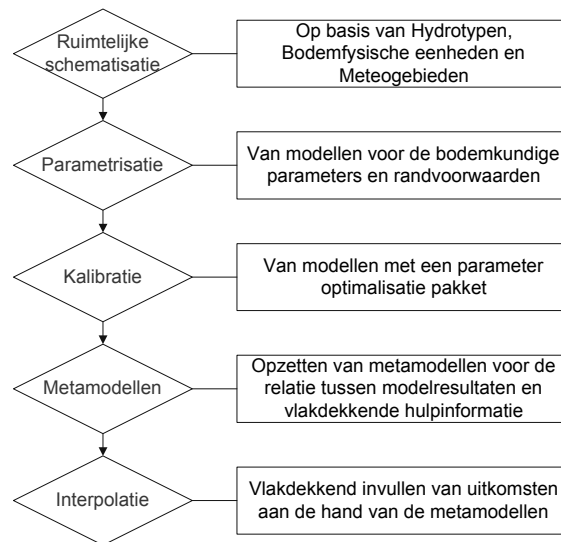 Ruimtelijke
schematisatie
Op basis van Hydrotypen,
Bodemfysische eenheden en
Meteogebieden
Parametrisatie
Van modellen voor de bodemkundige
parameters en randvoorwaarden
Kalibratie
Van modellen met een parameter
optimalisatie pakket
Metamodellen
Opzetten van metamodellen voor de
relatie tussen modelresultaten en
vlakdekkende hulpinformatie
Interpolatie
Vlakdekkend invullen van uitkomsten
aan de hand van de metamodellen